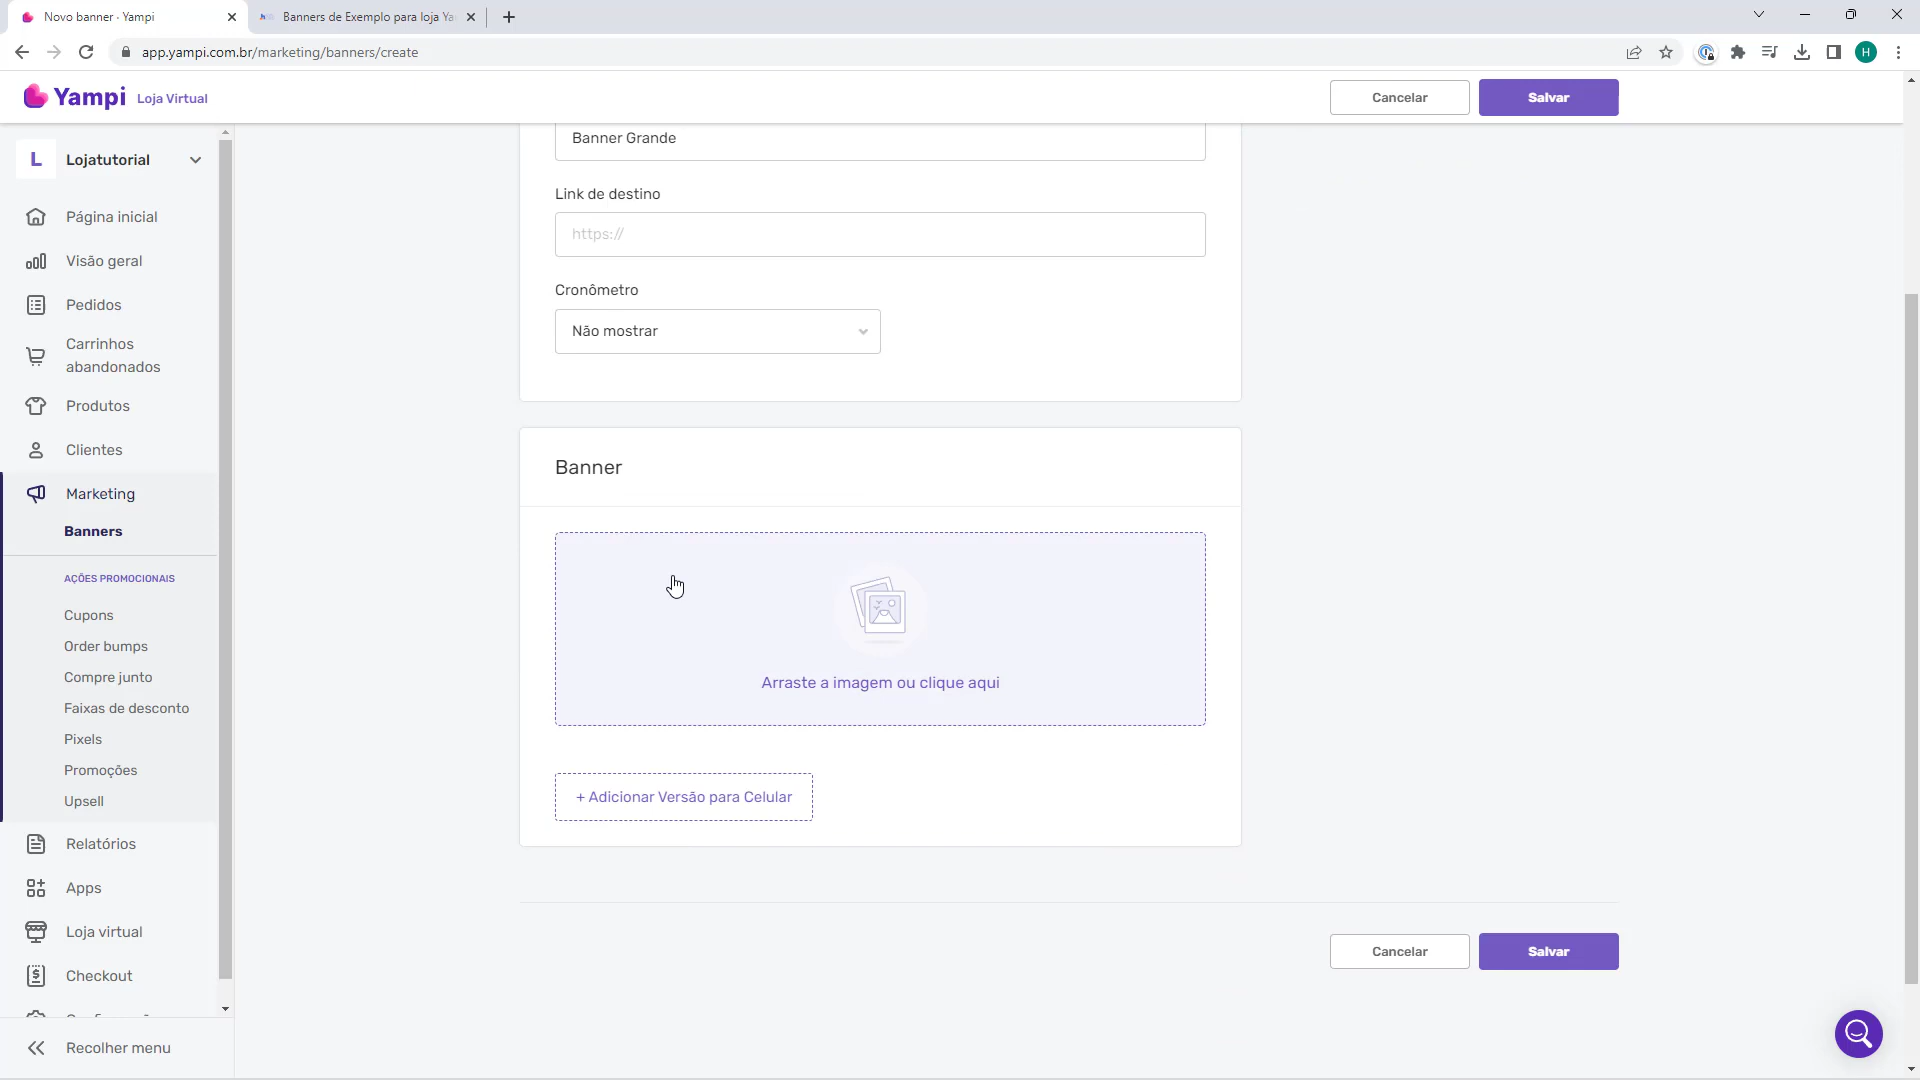 Novo banner · Yampi
Banners de Exemplo para loja Ya
app.yampi.com.br/marketing/banners/create
H
Yampi Loja Virtual
Cancelar
Salvar
L
Lojatutorial
Página inicial
Visão geral
Pedidos
Carrinhos
abandonados
Produtos
Clientes
Marketing
Banners
AÇÕES PROMOCIONAIS
Cupons
Order bumps
Compre junto
Faixas de desconto
Pixels
Promoções
Upsell
Relatórios
Apps
Loja virtual
Checkout
Recolher menu
Banner Grande
Link de destino
https://
Cronômetro
Não mostrar
Banner
Arraste a imagem ou clique aqui
+ Adicionar Versão para Celular
Cancelar
Salvar